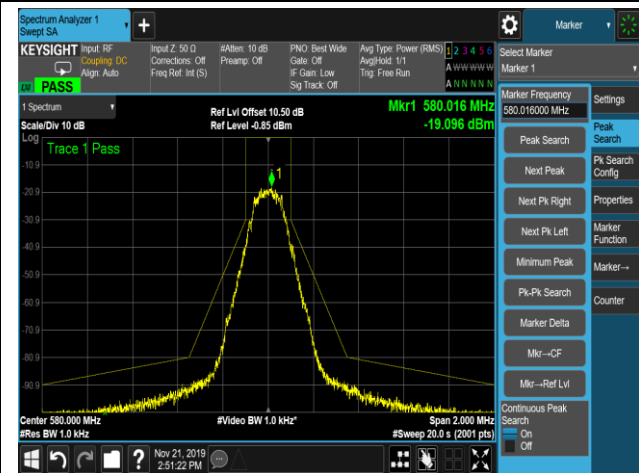 Spectrum Analyzer 1
Swept SA
Marker
KEYSIGHT
Input: RF
Coupling: DC
Align: Auto
Input Z: 50 Ω
Corrections: Off
Freq Ref: Int (S)
#Atten: 10 dB
Preamp: Off
PNO: Best Wide
Gate: Off
IF Gain: Low
Sig Track: Off
Avg Type: Power (RMS)
Avg|Hold: 1/1
Trig: Free Run
1 2 3 4 5 6
A W W W W W
A N N N N N
PASS
Select Marker
Marker 1
1 Spectrum
Scale/Div 10 dB
Ref Lvl Offset 10.50 dB
Ref Level -0.85 dBm
Mkr1 580.016 MHz
-19.096 dBm
Log
Trace 1 Pass
1
-10.9
-20.9
-30.9
-40.9
-50.9
-60.9
-70.9
-80.9
-90.9
Center 580.000 MHz
#Res BW 1.0 kHz
#Video BW 1.0 kHz*
Span 2.000 MHz
#Sweep 20.0 s (2001 pts)
Marker Frequency
580.016000 MHz
Peak Search
Next Peak
Next Pk Right
Next Pk Left
Minimum Peak
Pk-Pk Search
Marker Delta
Mkr→CF
Mkr→Ref Lvl
Continuous Peak
Search
On
Off
Settings
Peak
Search
Pk Search
Config
Properties
Marker
Function
Marker→
Counter
?
Nov 21, 2019
2:51:22 PM